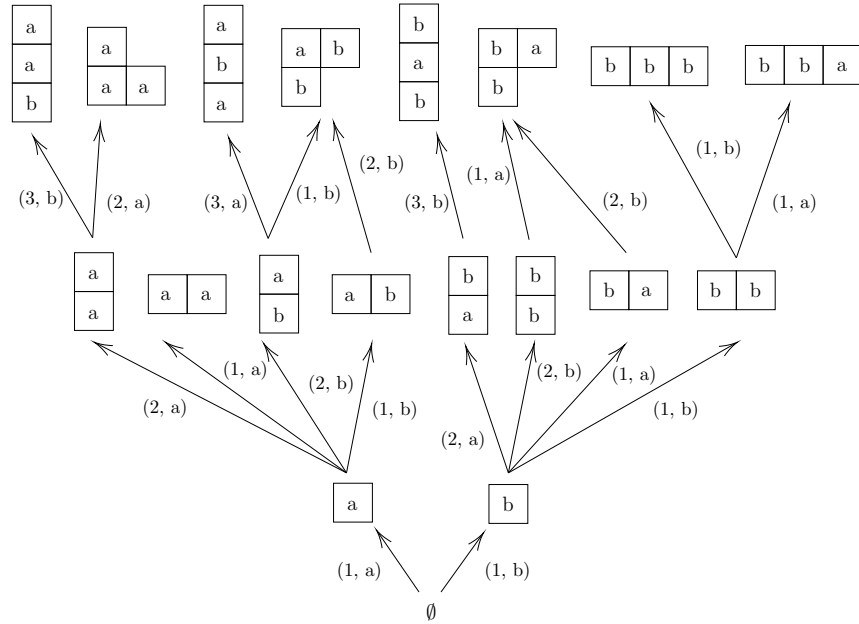 a a b
a a a
a b a
a b b
b a b
b a b
b b b
b b a
(3, b) (2, a) (3, a) (1, b) (2, b) (3, b) (1, a) (2, b) (1, b) (1, a)
a a
a a
a b
a b
b a
b b
b a
b b
(2, a) (1, a) (2, b) (1, b) (2, a) (2, b) (1, a) (1, b)
a b
(1, a) (1, b)
∅